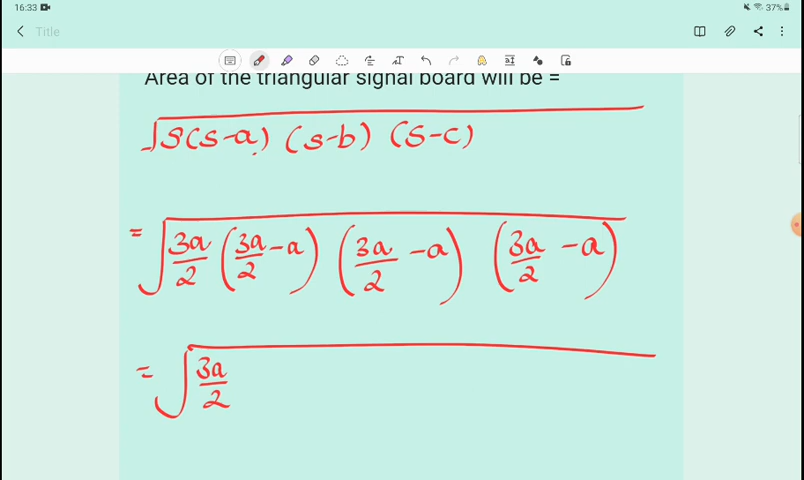 16:33
37%
Title
Area of the triangular signal board will be =
√S(S-a) (S-b) (S-c)
= √3a/2 (3a/2 - a) (3a/2 - a) (3a/2 - a)
= √3a/2